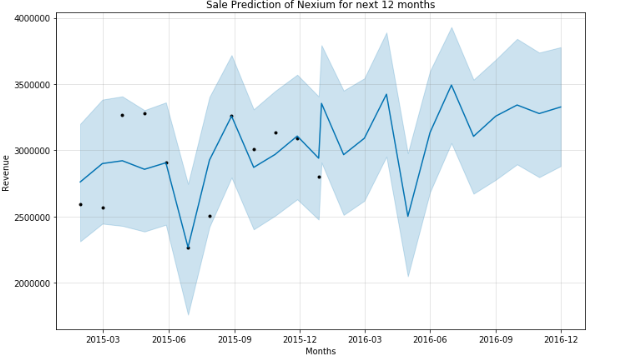 Sale Prediction of Nexium for next 12 months
4000000
3500000
3000000
2500000
2000000
Revenue
2015-03 2015-06 2015-09 2015-12 2016-03 2016-06 2016-09 2016-12
Months